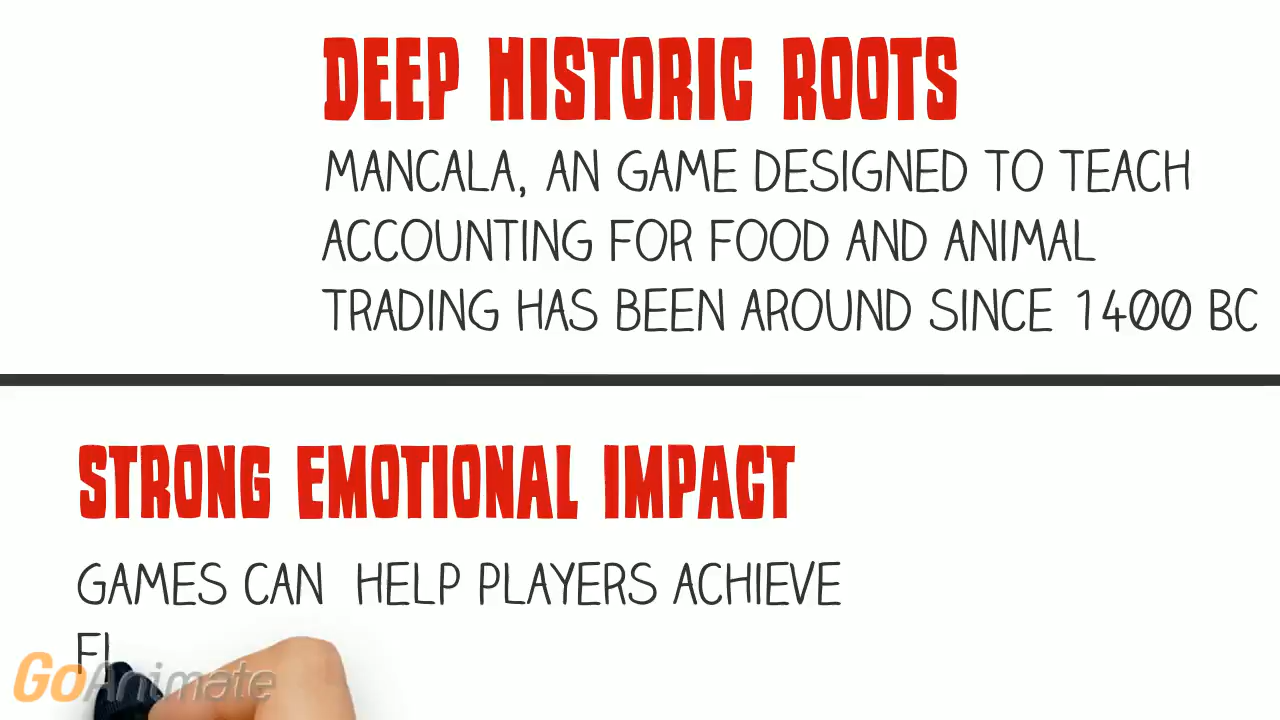 DEEP HISTORIC ROOTS
MANCALA, AN GAME DESIGNED TO TEACH
ACCOUNTING FOR FOOD AND ANIMAL
TRADING HAS BEEN AROUND SINCE 1400 BC
STRONG EMOTIONAL IMPACT
GAMES CAN HELP PLAYERS ACHIEVE
GoAnimate